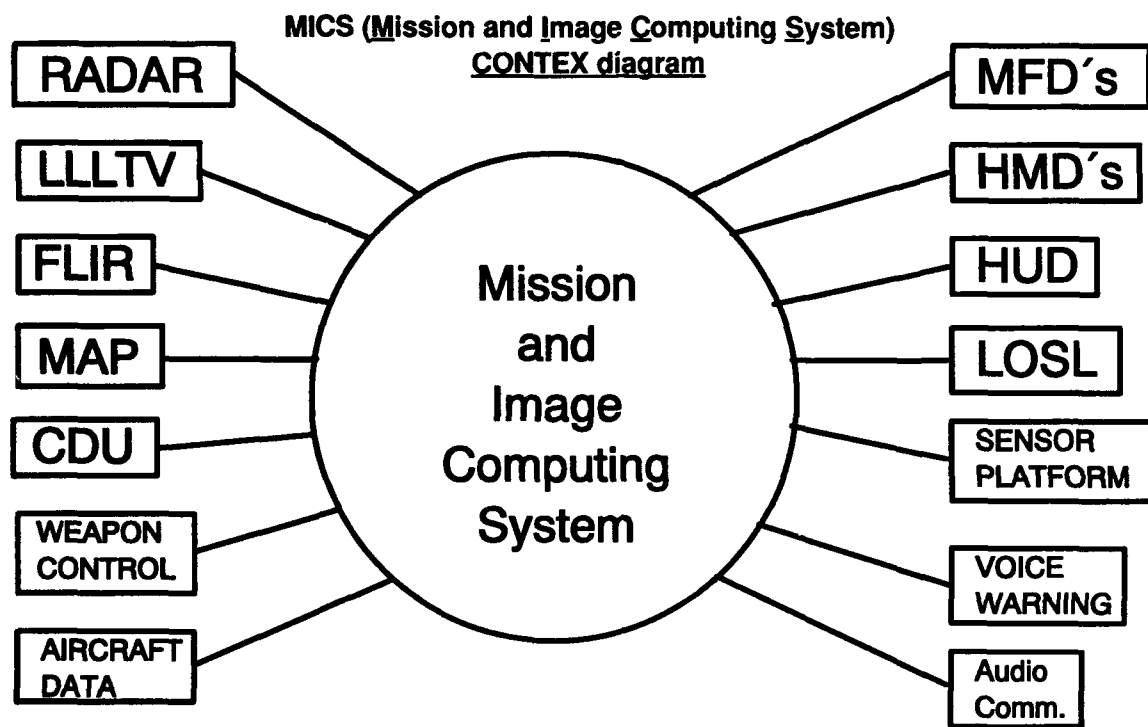 MICS (Mission and Image Computing System)
CONTEX diagram
RADAR
LLLTV
FLIR
MAP
CDU
WEAPON
CONTROL
AIRCRAFT
DATA
Mission
and
Image
Computing
System
MFD´s
HMD´s
HUD
LOSL
SENSOR
PLATFORM
VOICE
WARNING
Audio
Comm.